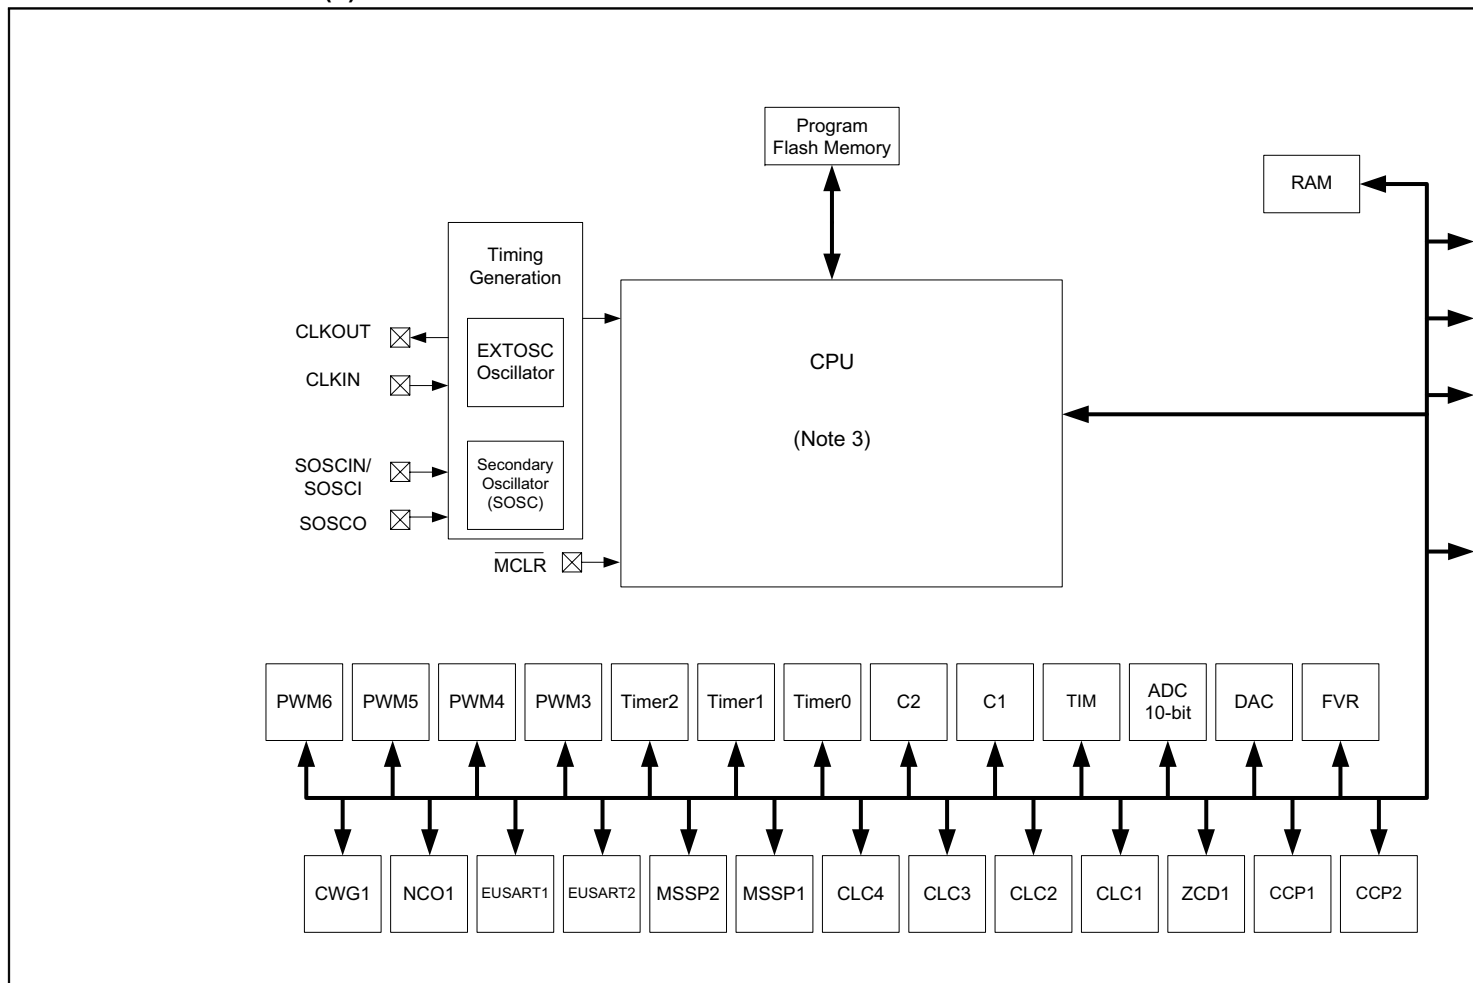 Program
Flash Memory
RAM
Timing
Generation
CLKOUT
EXTOSC
Oscillator
CLKIN
CPU
(Note 3)
SOSCIN/
SOSCI
Secondary
Oscillator
(SOSC)
SOSCO
MCLR
PWM6
PWM5
PWM4
PWM3
Timer2
Timer1
Timer0
C2
C1
TIM
ADC
10-bit
DAC
FVR
CWG1
NCO1
EUSART1
EUSART2
MSSP2
MSSP1
CLC4
CLC3
CLC2
CLC1
ZCD1
CCP1
CCP2